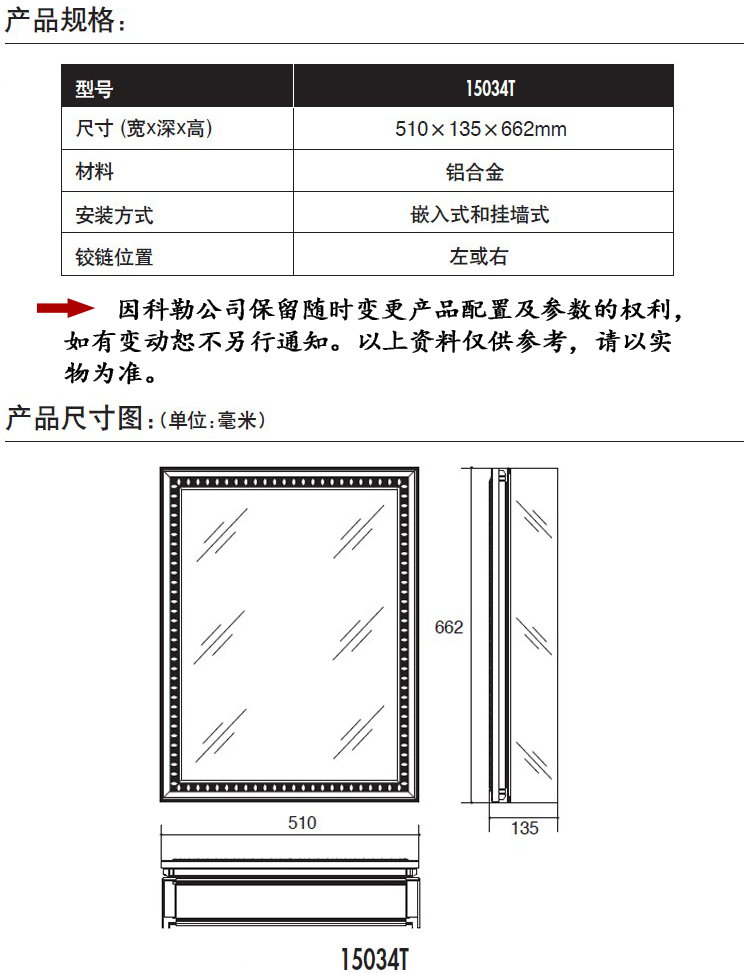 产品规格：
型号 15034T
尺寸 (宽x深x高) 510×135×662mm
材料 铝合金
安装方式 嵌入式和挂墙式
铰链位置 左或右
因科勒公司保留随时变更产品配置及参数的权利，
如有变动恕不另行通知。以上资料仅供参考，请以实
物为准。
产品尺寸图：（单位：毫米）
662
510
135
15034T